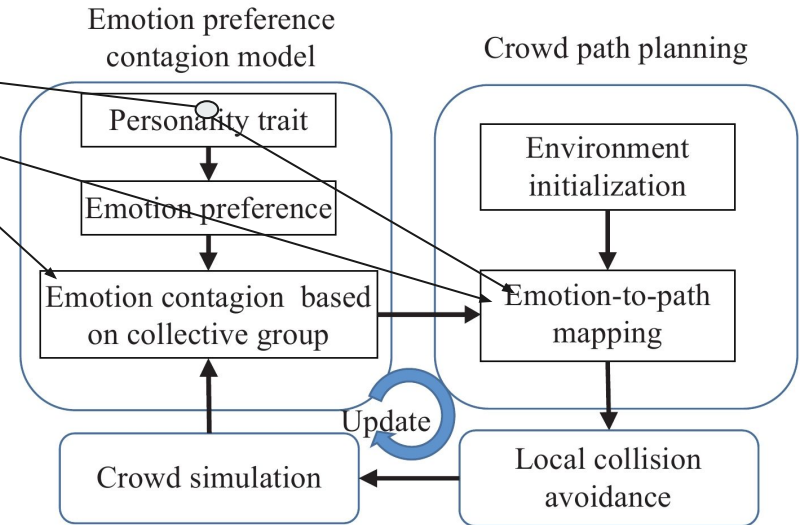 Emotion preference
contagion model
Personality trait
Emotion preference
Emotion contagion based
on collective group
Crowd path planning
Environment
initialization
Emotion-to-path
mapping
Update
Crowd simulation
Local collision
avoidance